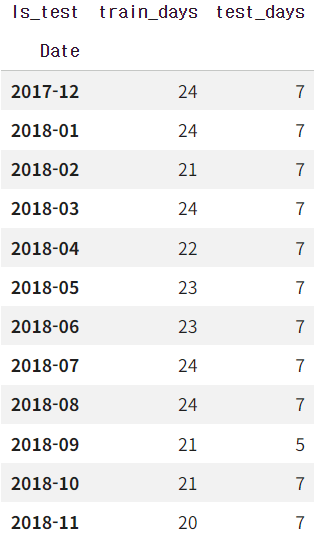 Is_test train_days test_days
Date
2017-12 24 7
2018-01 24 7
2018-02 21 7
2018-03 24 7
2018-04 22 7
2018-05 23 7
2018-06 23 7
2018-07 24 7
2018-08 24 7
2018-09 21 5
2018-10 21 7
2018-11 20 7